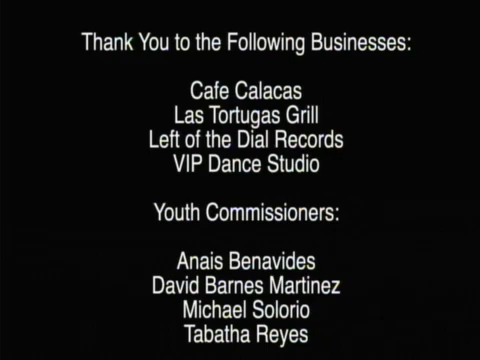 Thank You to the Following Businesses:
Cafe Calacas
Las Tortugas Grill
Left of the Dial Records
VIP Dance Studio
Youth Commissioners:
Anais Benavides
David Barnes Martinez
Michael Solorio
Tabatha Reyes